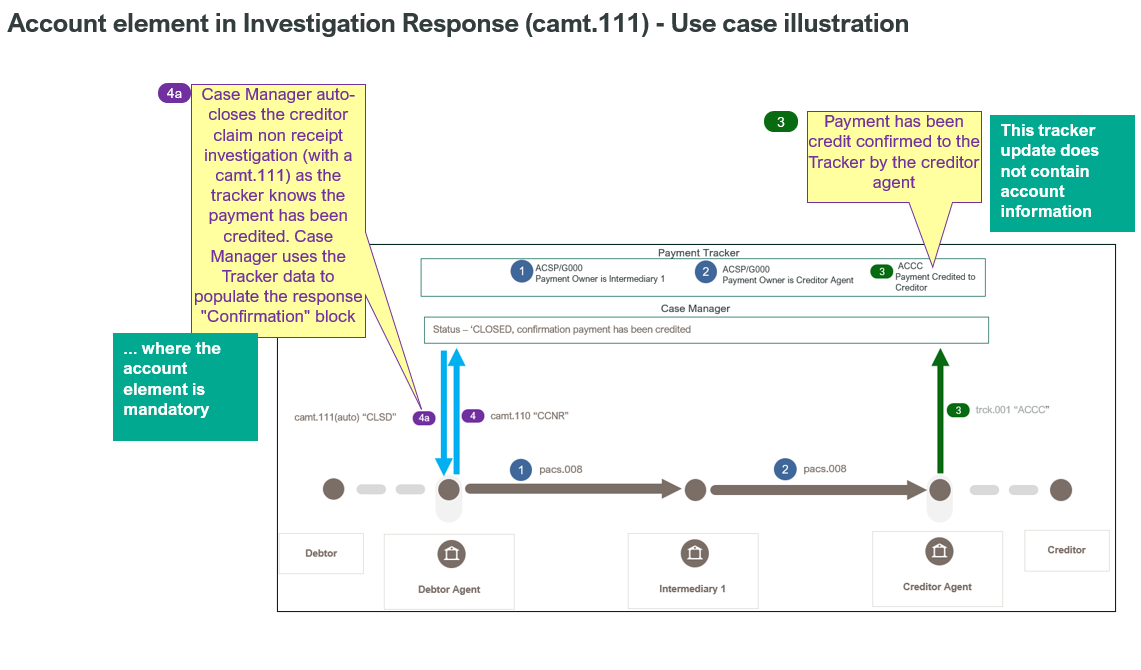 Account element in Investigation Response (camt.111) - Use case illustration
4a
Case Manager auto-
closes the creditor
claim non receipt
investigation (with a
camt.111) as the
tracker knows the
payment has been
credited. Case
Manager uses the
Tracker data to
populate the response
"Confirmation" block
... where the
account
element is
mandatory
3
Payment has been
credit confirmed to the
Tracker by the creditor
agent
This tracker
update does
not contain
account
information
Payment Tracker
1
ACSP/G000
Payment Owner is Intermediary 1
2
ACSP/G000
Payment Owner is Creditor Agent
3
ACCC
Payment Credited to
Creditor
Case Manager
Status – ‘CLOSED, confirmation payment has been credited
camt.111(auto) “CLSD”
4a
4
camt.110 “CCNR”
3
trck.001 “ACCC”
1
pacs.008
2
pacs.008
Debtor
Debtor Agent
Intermediary 1
Creditor Agent
Creditor